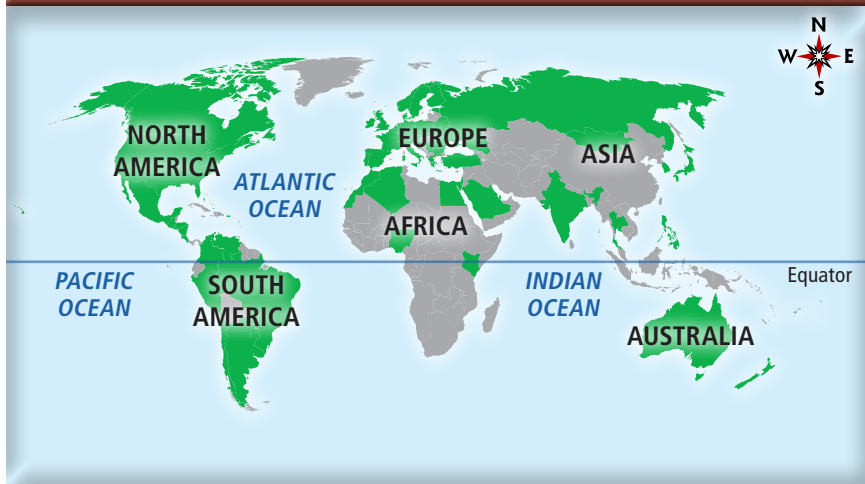 N
W E
S
NORTH
AMERICA
EUROPE
ASIA
ATLANTIC
OCEAN
AFRICA
PACIFIC
OCEAN
SOUTH
AMERICA
INDIAN
OCEAN
Equator
AUSTRALIA